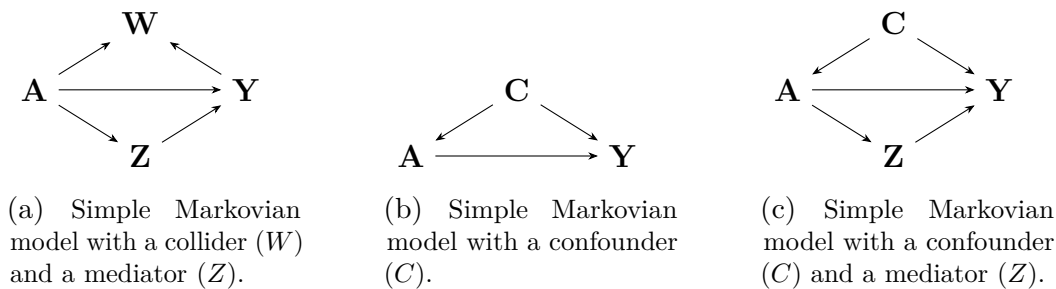 W
A
Y
Z
(a) Simple Markovian
model with a collider (W)
and a mediator (Z).
C
A
Y
(b) Simple Markovian
model with a confounder
(C).
C
A
Y
Z
(c) Simple Markovian
model with a confounder
(C) and a mediator (Z).